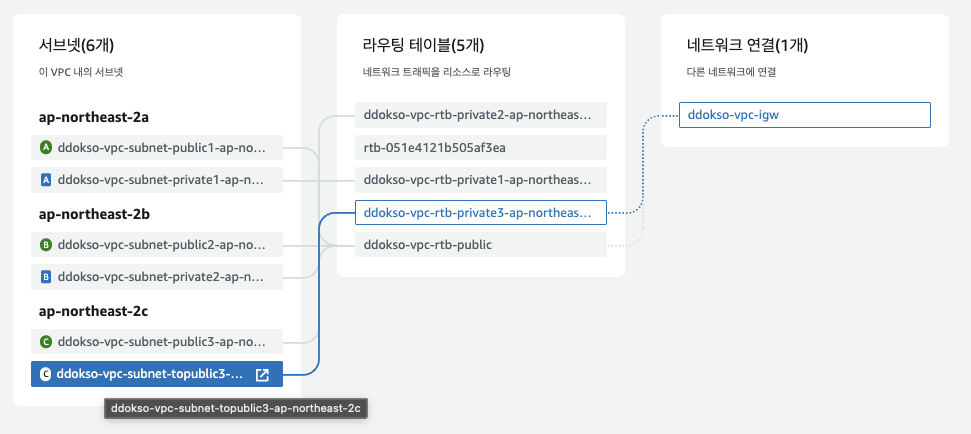 서브넷(6개)
이 VPC 내의 서브넷
ap-northeast-2a
A ddokso-vpc-subnet-public1-ap-no...
A ddokso-vpc-subnet-private1-ap-n...
ap-northeast-2b
B ddokso-vpc-subnet-public2-ap-no...
B ddokso-vpc-subnet-private2-ap-n...
ap-northeast-2c
C ddokso-vpc-subnet-public3-ap-no...
C ddokso-vpc-subnet-topublic3-...
ddokso-vpc-subnet-topublic3-ap-northeast-2c
라우팅 테이블(5개)
네트워크 트래픽을 리소스로 라우팅
ddokso-vpc-rtb-private2-ap-northeas...
rtb-051e4121b505af3ea
ddokso-vpc-rtb-private1-ap-northeas...
ddokso-vpc-rtb-private3-ap-northeas...
ddokso-vpc-rtb-public
네트워크 연결(1개)
다른 네트워크에 연결
ddokso-vpc-igw